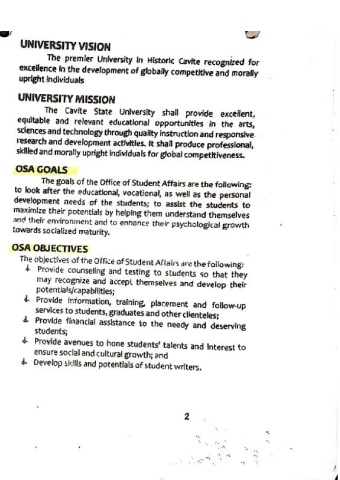 UNIVERSITY VISION
The premier University in Historic Cavite recognized for
excellence in the development of globally competitive and morally
upright individuals
UNIVERSITY MISSION
The Cavite State University shall provide excellent,
equitable and relevant educational opportunities in the arts,
sciences and technology through quality instruction and responsive
research and development activities. It shall produce professional,
skilled and morally upright individuals for global competitiveness.
OSA GOALS
The goals of the Office of Student Affairs are the following:
to look after the educational, vocational, as well as the personal
development needs of the students; to assist the students to
maximize their potentials by helping them understand themselves
and their environment and to enhance their psychological growth
towards socialized maturity.
OSA OBJECTIVES
The objectives of the Office of Student Affairs are the following:
Provide counseling and testing to students so that they
may recognize and accept themselves and develop their
potentials/capabilities;
Provide information, training, placement and follow-up
services to students, graduates and other clienteles;
Provide financial assistance to the needy and deserving
students;
Provide avenues to hone students' talents and interest to
ensure social and cultural growth; and
Develop skills and potentials of student writers.
2